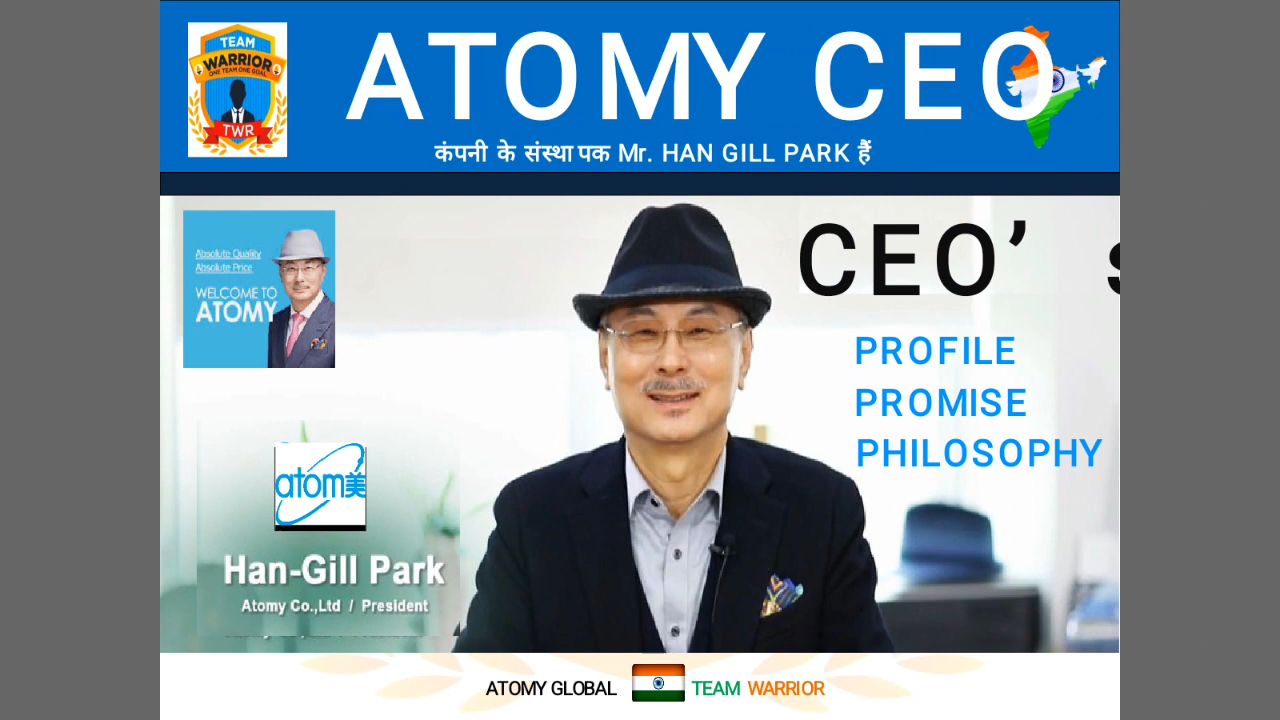 TEAM
WARRIOR
ONE TEAM ONE GOAL
TWR
ATOMY CEO
कंपनी के संस्थापक Mr. HAN GILL PARK हैं
Absolute Quality
Absolute Price
WELCOME TO
ATOMY
CEO’ s
PROFILE
PROMISE
PHILOSOPHY
atom美
Han-Gill Park
Atomy Co.,Ltd / President
ATOMY GLOBAL TEAM WARRIOR